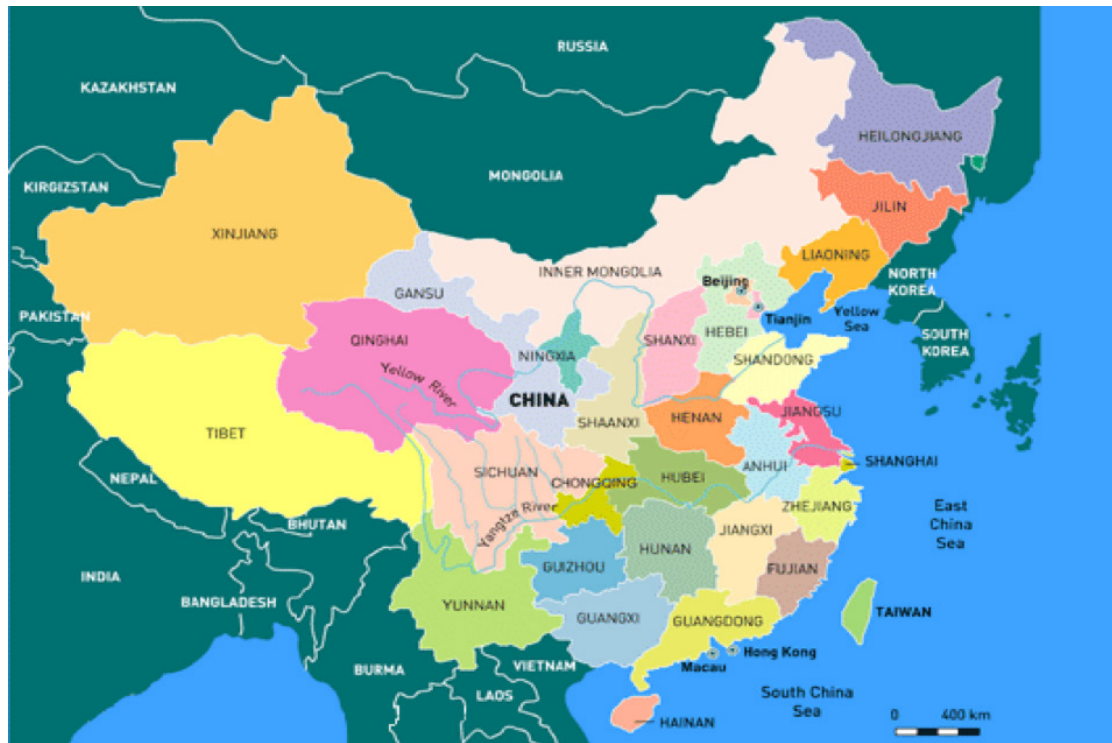 RUSSIA
KAZAKHSTAN
HEILONGJIANG
MONGOLIA
KIRGIZSTAN
JILIN
XINJIANG
LIAONING
INNER MONGOLIA
NORTH
KOREA
Beijing
GANSU
PAKISTAN
Yellow
Sea
Tianjin
QINGHAI
SHANXI
HEBEI
SOUTH
KOREA
NINGXIA
SHANDONG
Yellow River
CHINA
JIANGSU
HENAN
SHAANXI
TIBET
SHANGHAI
ANHUI
SICHUAN
HUBEI
NEPAL
CHONGQING
ZHEJIANG
East
China
Sea
BHUTAN
Yangtza River
JIANGXI
HUNAN
GUIZHOU
FUJIAN
INDIA
BANGLADESH
YUNNAN
TAIWAN
GUANGXI
GUANGDONG
Hong Kong
Macau
BURMA
VIETNAM
LAOS
South China
Sea
HAINAN
0 400 km